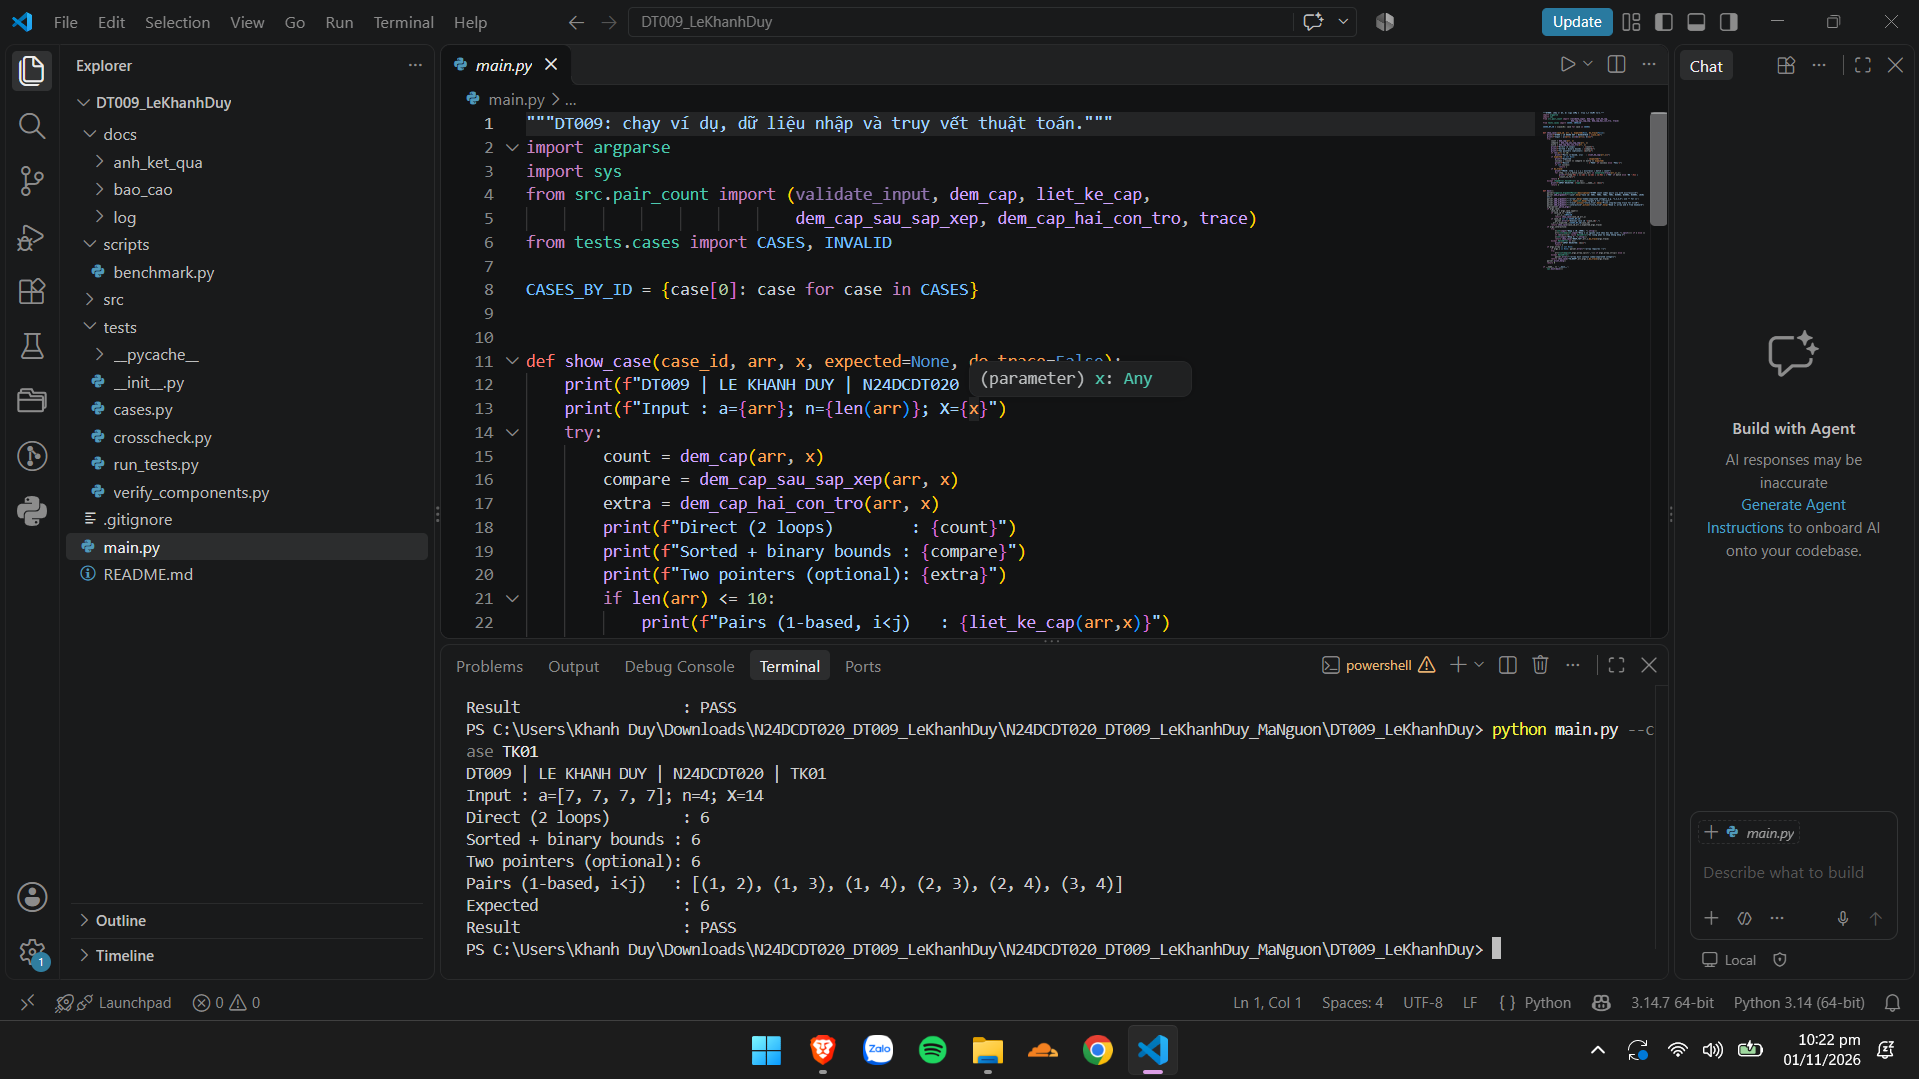 File Edit Selection View Go Run Terminal Help
DT009_LeKhanhDuy
Update
Explorer
DT009_LeKhanhDuy
docs
anh_ket_qua
bao_cao
log
scripts
benchmark.py
src
tests
__pycache__
__init__.py
cases.py
crosscheck.py
run_tests.py
verify_components.py
.gitignore
main.py
README.md
Outline
Timeline
main.py
main.py > ...
1 """DT009: chạy ví dụ, dữ liệu nhập và truy vết thuật toán."""
2 import argparse
3 import sys
4 from src.pair_count import (validate_input, dem_cap, liet_ke_cap,
5 dem_cap_sau_sap_xep, dem_cap_hai_con_tro, trace)
6 from tests.cases import CASES, INVALID
7
8 CASES_BY_ID = {case[0]: case for case in CASES}
9
10
11 def show_case(case_id, arr, x, expected=None, do_trace=False):
(parameter) x: Any
12 print(f"DT009 | LE KHANH DUY | N24DCDT020
13 print(f"Input : a={arr}; n={len(arr)}; X={x}")
14 try:
15 count = dem_cap(arr, x)
16 compare = dem_cap_sau_sap_xep(arr, x)
17 extra = dem_cap_hai_con_tro(arr, x)
18 print(f"Direct (2 loops)        : {count}")
19 print(f"Sorted + binary bounds : {compare}")
20 print(f"Two pointers (optional): {extra}")
21 if len(arr) <= 10:
22 print(f"Pairs (1-based, i<j)   : {liet_ke_cap(arr,x)}")
Problems Output Debug Console Terminal Ports
powershell
Result                 : PASS
PS C:\Users\Khanh Duy\Downloads\N24DCDT020_DT009_LeKhanhDuy\N24DCDT020_DT009_LeKhanhDuy_MaNguon\DT009_LeKhanhDuy> python main.py --c
ase TK01
DT009 | LE KHANH DUY | N24DCDT020 | TK01
Input : a=[7, 7, 7, 7]; n=4; X=14
Direct (2 loops)        : 6
Sorted + binary bounds : 6
Two pointers (optional): 6
Pairs (1-based, i<j)   : [(1, 2), (1, 3), (1, 4), (2, 3), (2, 4), (3, 4)]
Expected               : 6
Result                 : PASS
PS C:\Users\Khanh Duy\Downloads\N24DCDT020_DT009_LeKhanhDuy\N24DCDT020_DT009_LeKhanhDuy_MaNguon\DT009_LeKhanhDuy>
Chat
Build with Agent
AI responses may be
inaccurate
Generate Agent
Instructions to onboard AI
onto your codebase.
main.py
Describe what to build
Local
1
Launchpad
0 0
Ln 1, Col 1 Spaces: 4 UTF-8 LF { } Python 3.14.7 64-bit Python 3.14 (64-bit)
Zalo
10:22 pm
01/11/2026